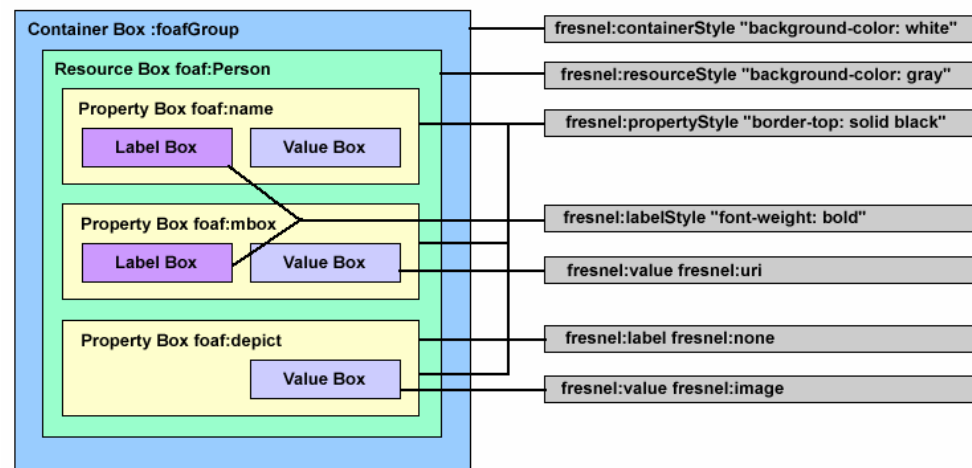 Container Box :foafGroup
fresnel:containerStyle "background-color: white"
Resource Box foaf:Person
fresnel:resourceStyle "background-color: gray"
Property Box foaf:name
fresnel:propertyStyle "border-top: solid black"
Label Box
Value Box
Property Box foaf:mbox
fresnel:labelStyle "font-weight: bold"
Label Box
Value Box
fresnel:value fresnel:uri
Property Box foaf:depict
fresnel:label fresnel:none
Value Box
fresnel:value fresnel:image